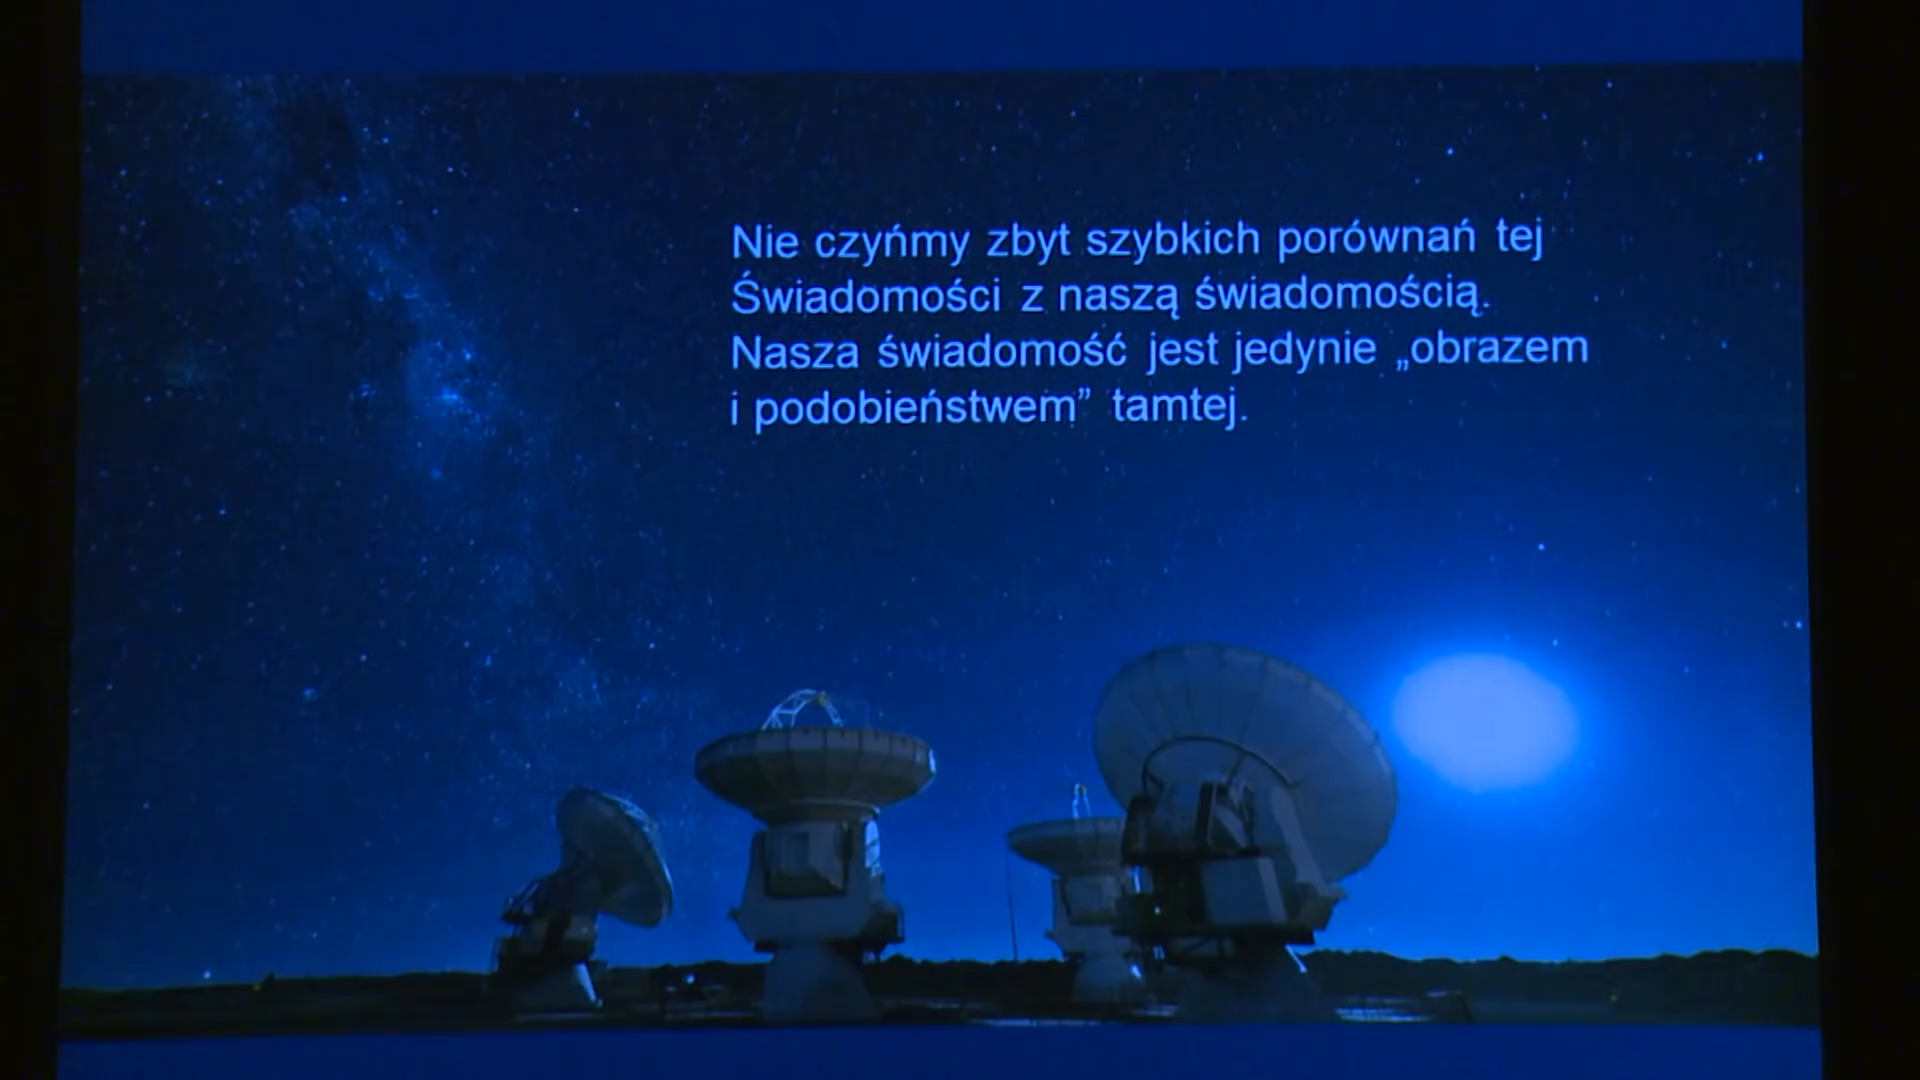 Nie czyńmy zbyt szybkich porównań tej
Świadomości z naszą świadomością.
Nasza świadomość jest jedynie „obrazem
i podobieństwem” tamtej.